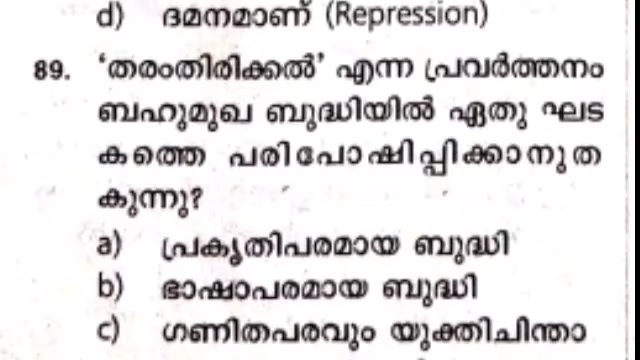 d) ദമനമാണ് (Repression)
89. 'തരംതിരിക്കൽ' എന്ന പ്രവർത്തനം
ബഹുമുഖ ബുദ്ധിയിൽ ഏതു ഘട
കത്തെ പരിപോഷിപ്പിക്കാനുത
കുന്നു?
a) പ്രകൃതിപരമായ ബുദ്ധി
b) ഭാഷാപരമായ ബുദ്ധി
c) ഗണിതപരവും യുക്തിചിന്താ